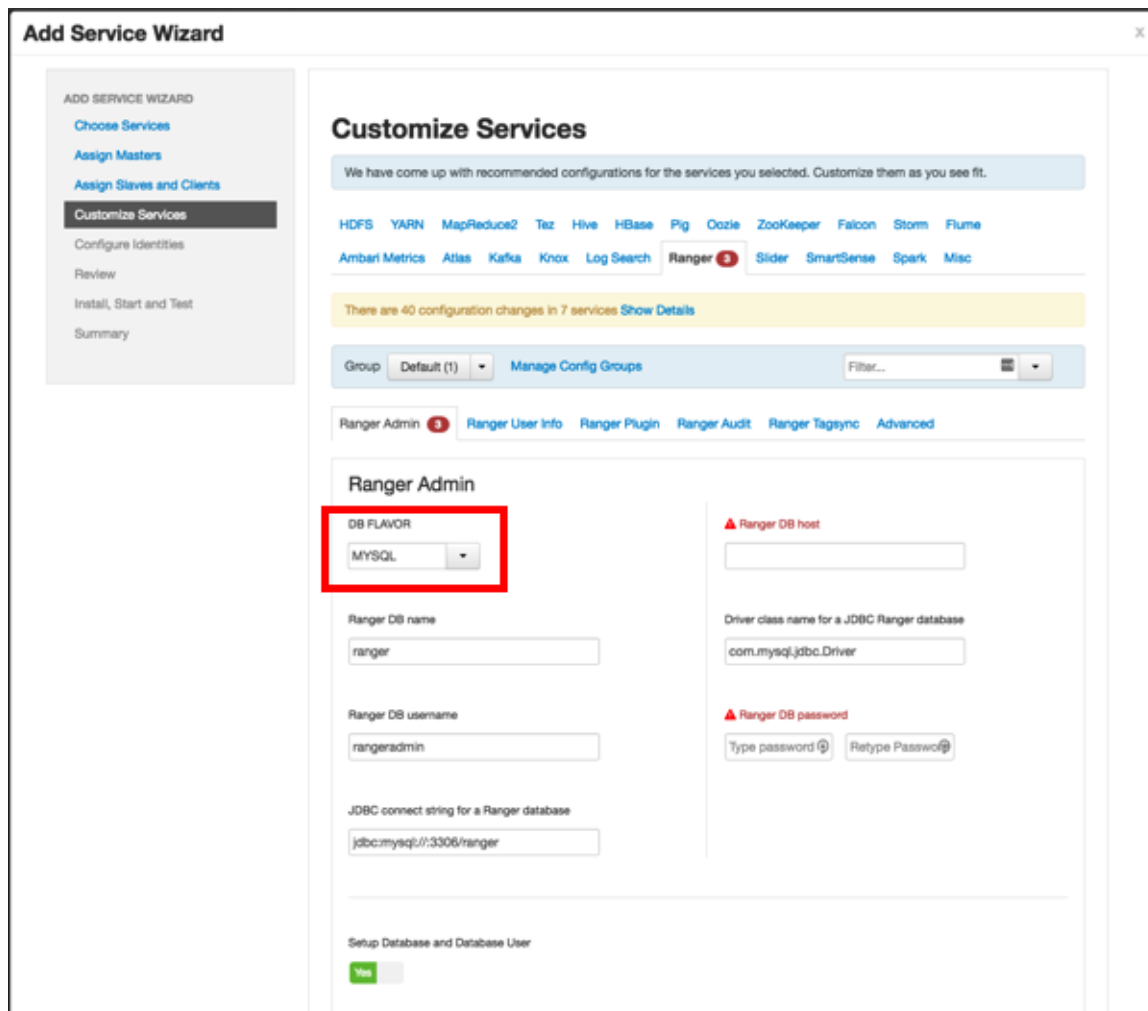 Add Service Wizard
x
ADD SERVICE WIZARD
Choose Services
Assign Masters
Assign Slaves and Clients
Customize Services
Configure Identities
Review
Install, Start and Test
Summary
Customize Services
We have come up with recommended configurations for the services you selected. Customize them as you see fit.
HDFS YARN MapReduce2 Tez Hive HBase Pig Oozie ZooKeeper Falcon Storm Flume
Ambari Metrics Atlas Kafka Knox Log Search Ranger 3 Slider SmartSense Spark Misc
There are 40 configuration changes in 7 services Show Details
Group Default (1) Manage Config Groups Filter...
Ranger Admin 3 Ranger User Info Ranger Plugin Ranger Audit Ranger Tagsync Advanced
Ranger Admin
DB FLAVOR
MYSQL
Ranger DB host
Ranger DB name
ranger
Driver class name for a JDBC Ranger database
com.mysql.jdbc.Driver
Ranger DB username
rangeradmin
Ranger DB password
Type password Retype Password
JDBC connect string for a Ranger database
jdbc:mysql://:3306/ranger
Setup Database and Database User
Yes